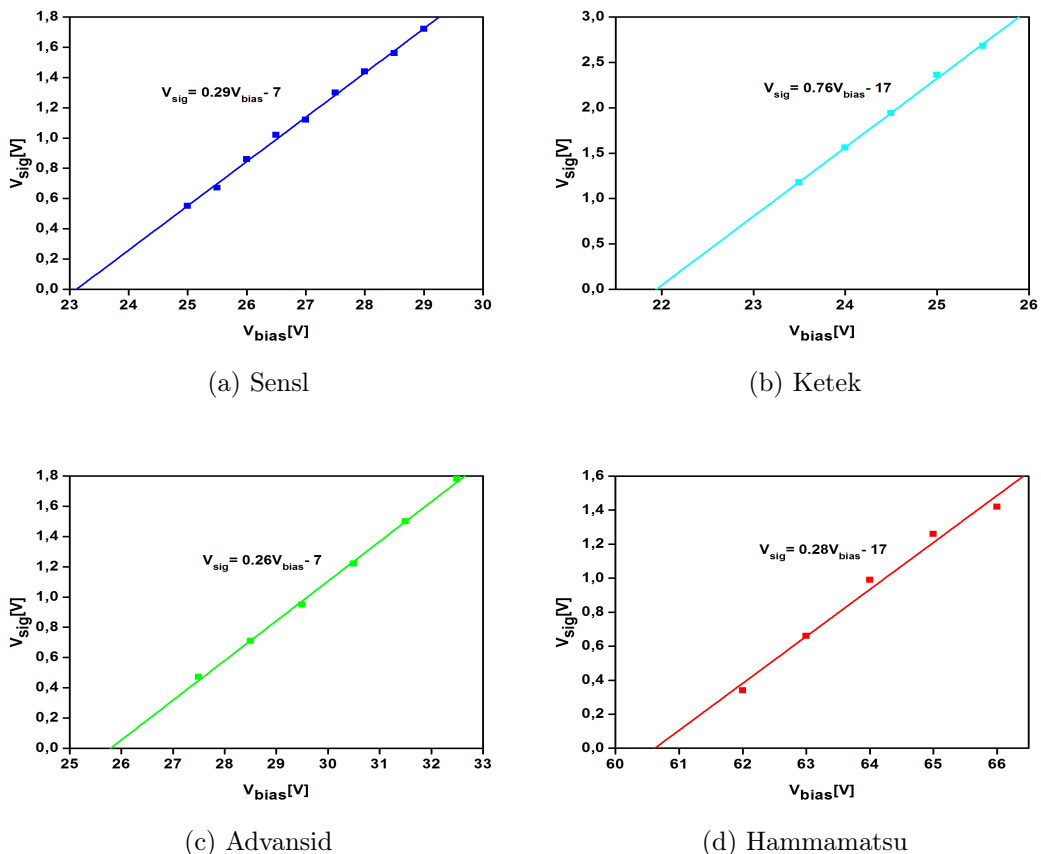 1,8
1,6
1,4
1,2
1,0
0,8
0,6
0,4
0,2
0,0
V_sig[V]
V_sig= 0.29V_bias- 7
23 24 25 26 27 28 29 30
V_bias[V]
(a) Sensl
3,0
2,5
2,0
1,5
1,0
0,5
0,0
V_sig[V]
V_sig= 0.76V_bias- 17
22 23 24 25 26
V_bias[V]
(b) Ketek
1,8
1,6
1,4
1,2
1,0
0,8
0,6
0,4
0,2
0,0
V_sig[V]
V_sig= 0.26V_bias- 7
25 26 27 28 29 30 31 32 33
V_bias[V]
(c) Advansid
1,6
1,4
1,2
1,0
0,8
0,6
0,4
0,2
0,0
V_sig[V]
V_sig= 0.28V_bias- 17
60 61 62 63 64 65 66
V_bias[V]
(d) Hammamatsu